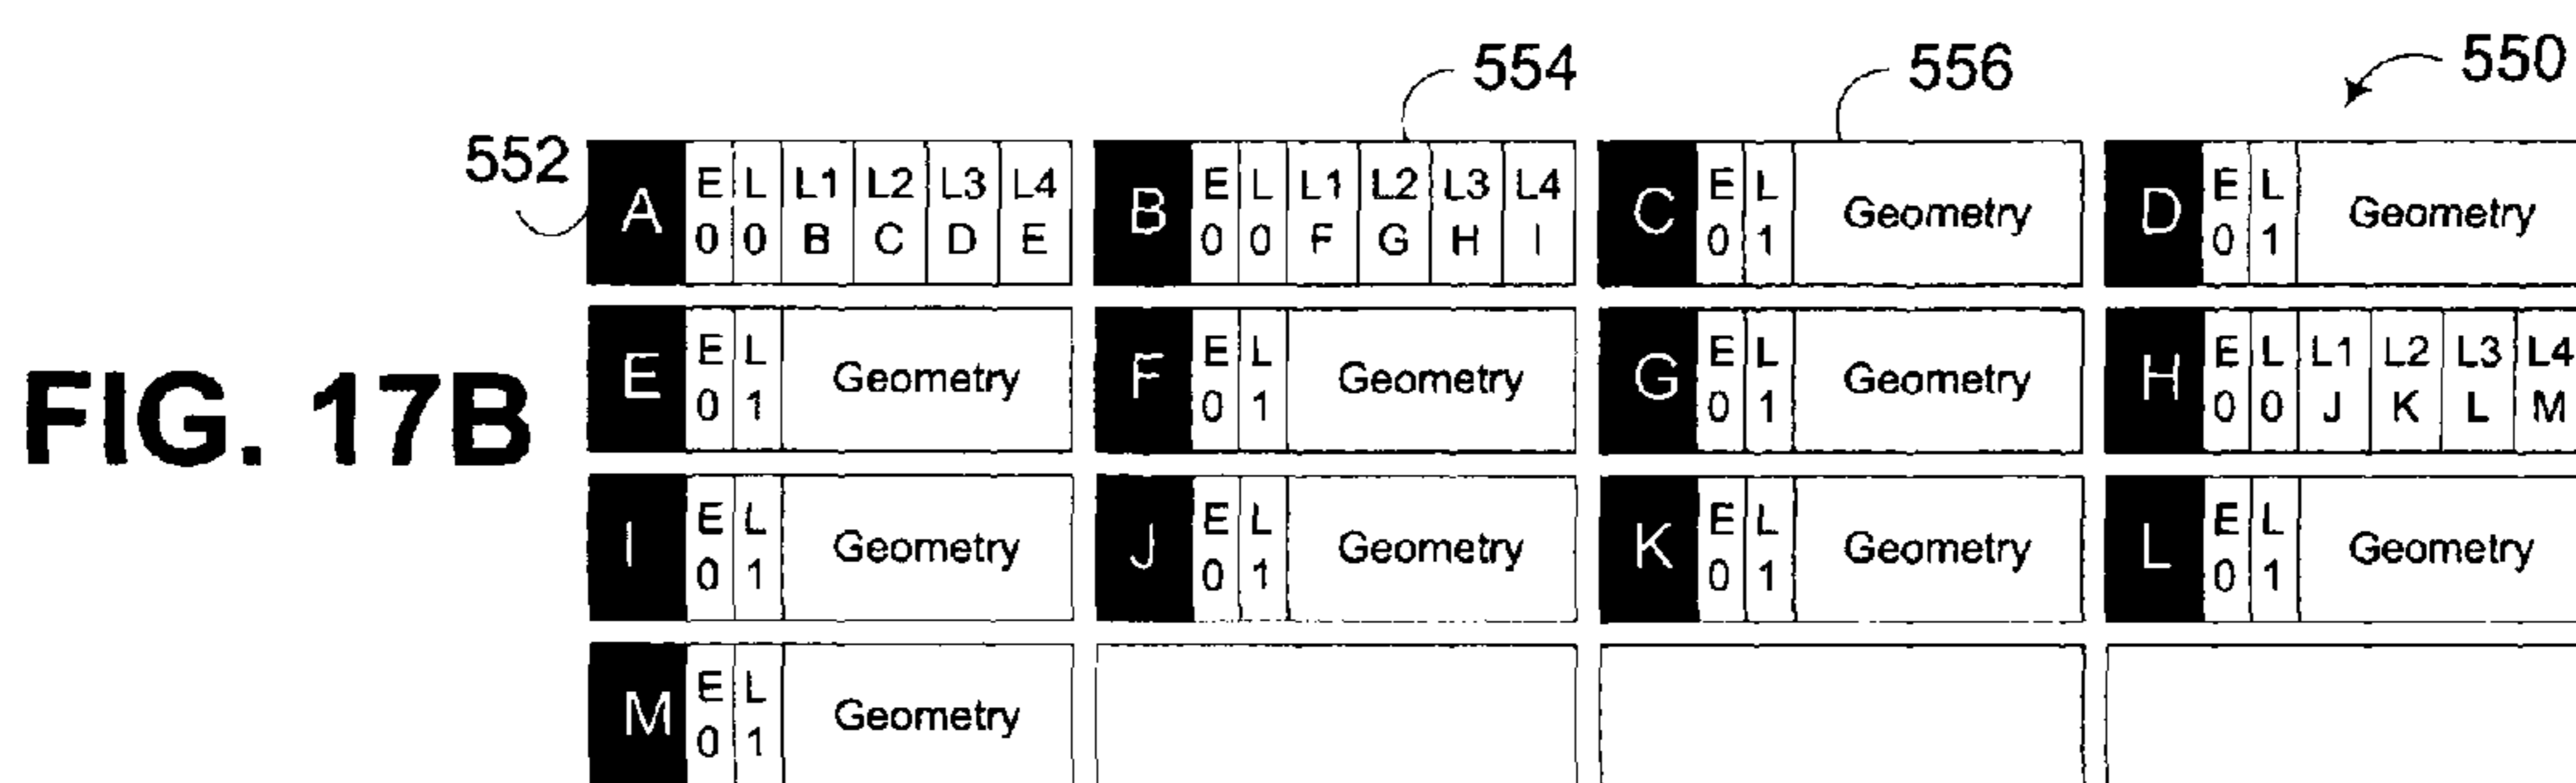 554 556 550
552
A E 0 L 0 L1 B L2 C L3 D L4 E
B E 0 L 0 L1 F L2 G L3 H L4 I
C E 0 L 1 Geometry
D E 0 L 1 Geometry
FIG. 17B
E E 0 L 1 Geometry
F E 0 L 1 Geometry
G E 0 L 1 Geometry
H E 0 L 0 L1 J L2 K L3 L L4 M
I E 0 L 1 Geometry
J E 0 L 1 Geometry
K E 0 L 1 Geometry
L E 0 L 1 Geometry
M E 0 L 1 Geometry